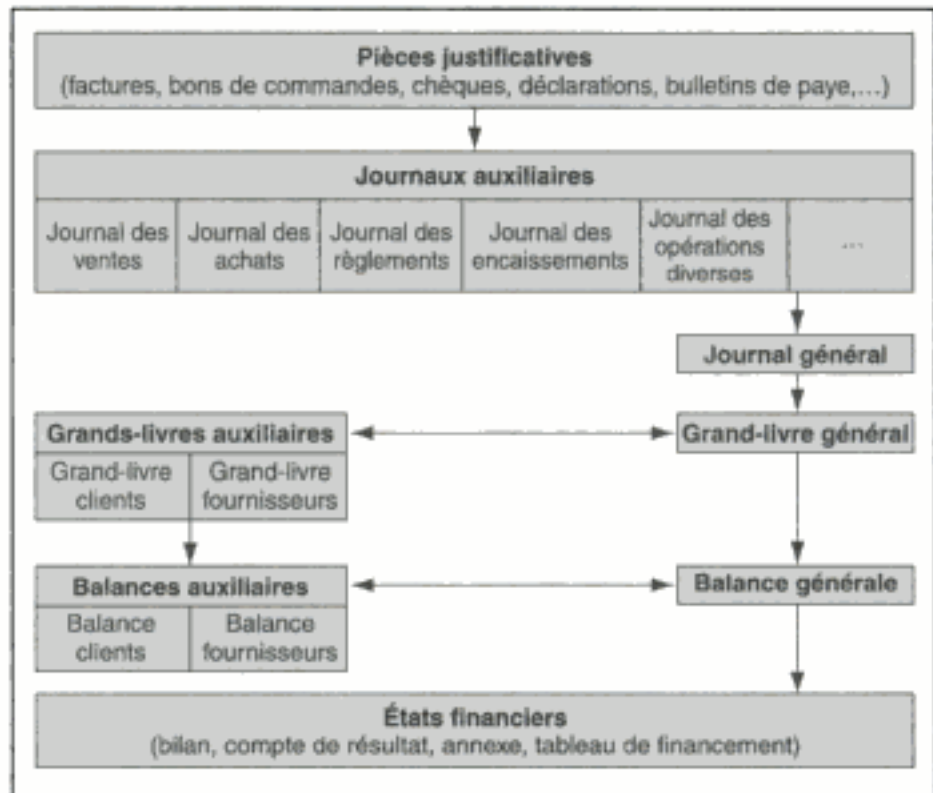 Pièces justificatives
(factures, bons de commandes, chèques, déclarations, bulletins de paye,...)
Journaux auxiliaires
Journal des
ventes
Journal des
achats
Journal des
règlements
Journal des
encaissements
Journal des
opérations
diverses
...
Journal général
Grands-livres auxiliaires
Grand-livre général
Grand-livre
clients
Grand-livre
fournisseurs
Balances auxiliaires
Balance générale
Balance
clients
Balance
fournisseurs
États financiers
(bilan, compte de résultat, annexe, tableau de financement)